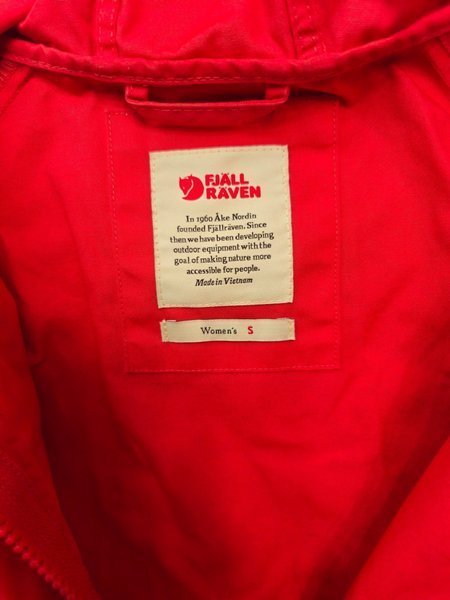 FJÄLL
RÄVEN
In 1960 Åke Nordin
founded Fjällräven. Since
then we have been developing
outdoor equipment with the
goal of making nature more
accessible for people.
Made in Vietnam
Women's S